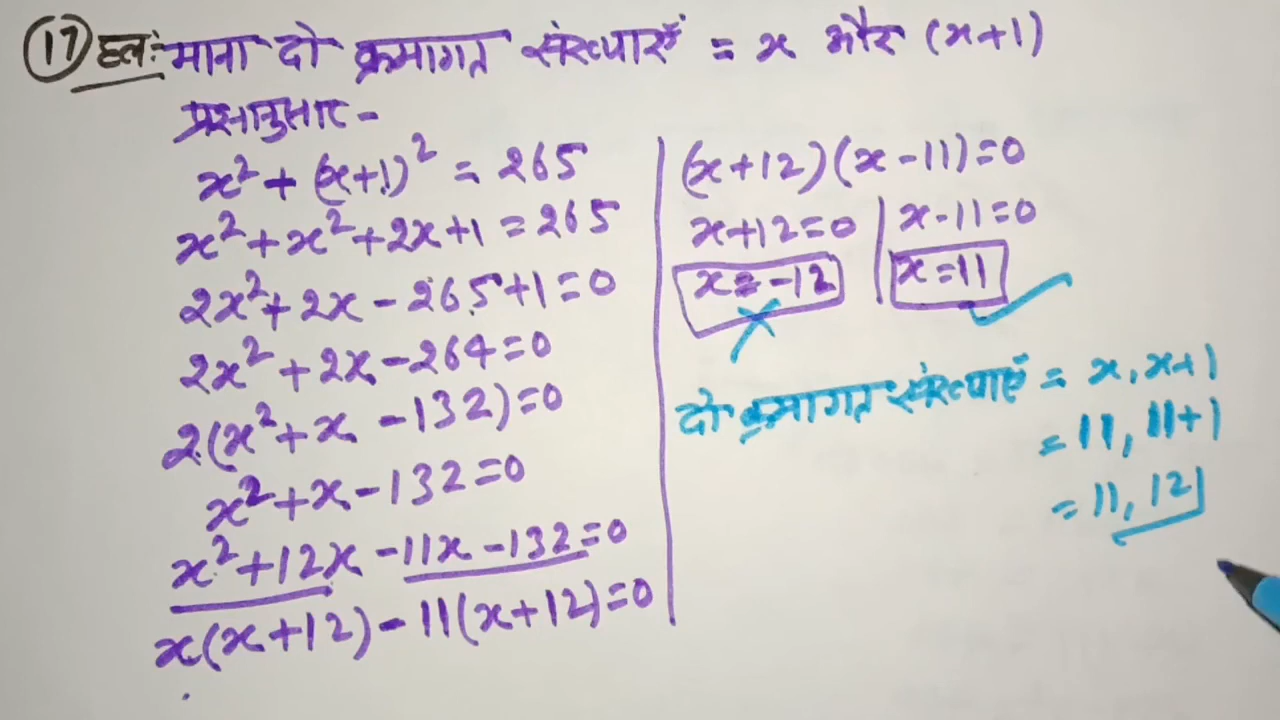 17 हल: माना दो क्रमागत संख्याएँ = x और (x+1)
प्रश्नानुसार -
x² + (x+1)² = 265
x² + x² + 2x + 1 = 265
2x² + 2x - 265 + 1 = 0
2x² + 2x - 264 = 0
2(x² + x - 132) = 0
x² + x - 132 = 0
x² + 12x - 11x - 132 = 0
x(x+12) - 11(x+12) = 0
(x+12)(x-11) = 0
x+12=0 | x-11=0
x = -12 | x = 11
दो क्रमागत संख्याएँ = x, x+1
= 11, 11+1
= 11, 12